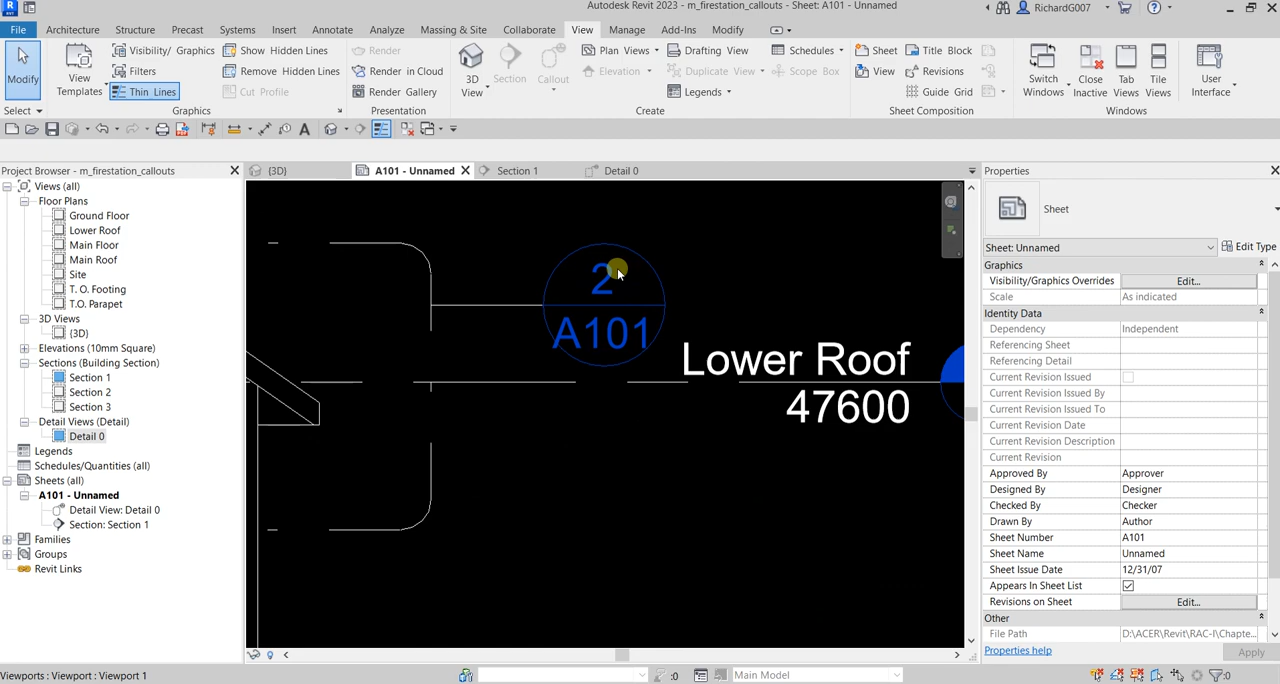 Autodesk Revit 2023 - m_firestation_callouts - Sheet: A101 - Unnamed
RichardG007
File Architecture Structure Precast Systems Insert Annotate Analyze Massing & Site Collaborate View Manage Add-Ins Modify
Modify
View Templates
Visibility/ Graphics
Filters
Thin Lines
Show Hidden Lines
Remove Hidden Lines
Cut Profile
Render
Render in Cloud
Render Gallery
3D View
Section
Callout
Plan Views
Elevation
Drafting View
Duplicate View
Legends
Schedules
Scope Box
Sheet
View
Title Block
Revisions
Guide Grid
Switch Windows
Close Inactive
Tab Views
Tile Views
User Interface
Select
Graphics
Presentation
Create
Sheet Composition
Windows
Project Browser - m_firestation_callouts
(3D)
A101 - Unnamed
Section 1
Detail 0
Views (all)
Floor Plans
Ground Floor
Lower Roof
Main Floor
Main Roof
Site
T. O. Footing
T.O. Parapet
3D Views
(3D)
Elevations (10mm Square)
Sections (Building Section)
Section 1
Section 2
Section 3
Detail Views (Detail)
Detail 0
Legends
Schedules/Quantities (all)
Sheets (all)
A101 - Unnamed
Detail View: Detail 0
Section: Section 1
Families
Groups
Revit Links
2
A101
Lower Roof
47600
Properties
Sheet
Sheet: Unnamed
Edit Type
Graphics
Visibility/Graphics Overrides Edit...
Scale As indicated
Identity Data
Dependency Independent
Referencing Sheet
Referencing Detail
Current Revision Issued
Current Revision Issued By
Current Revision Issued To
Current Revision Date
Current Revision Description
Current Revision
Approved By Approver
Designed By Designer
Checked By Checker
Drawn By Author
Sheet Number A101
Sheet Name Unnamed
Sheet Issue Date 12/31/07
Appears In Sheet List
Revisions on Sheet Edit...
Other
File Path D:\ACER\Revit\RAC-I\Chapte...
Properties help
Apply
Viewports : Viewport : Viewport 1
:0
Main Model
:0